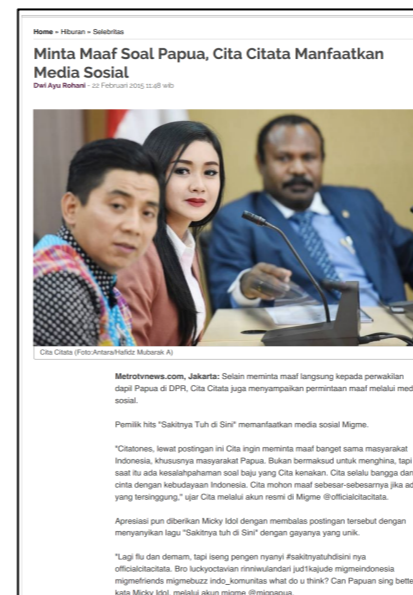 Home » Hiburan » Selebritas
Minta Maaf Soal Papua, Cita Citata Manfaatkan
Media Sosial
Dwi Ayu Rohani - 22 Februari 2015 11:48 wib
Cita Citata (Foto:Antara/Hafidz Mubarak A)
Metrotvnews.com, Jakarta: Selain meminta maaf langsung kepada perwakilan
dapil Papua di DPR, Cita Citata juga menyampaikan permintaan maaf melalui med
sosial.
Pemilik hits "Sakitnya Tuh di Sini" memanfaatkan media sosial Migme.
"Citatones, lewat postingan ini Cita ingin meminta maaf banget sama masyarakat
Indonesia, khususnya masyarakat Papua. Bukan bermaksud untuk menghina, tapi
saat itu ada kesalahpahaman soal baju yang Cita kenakan. Cita selalu bangga dan
cinta dengan kebudayaan Indonesia. Cita mohon maaf sebesar-sebesarnya jika ad
yang tersinggung," ujar Cita melalui akun resmi di Migme @officialcitacitata.
Apresiasi pun diberikan Micky Idol dengan membalas postingan tersebut dengan
menyanyikan lagu "Sakitnya tuh di Sini" dengan gayanya yang unik.
"Lagi flu dan demam, tapi iseng pengen nyanyi #sakitnyatuhdisini nya
officialcitacitata. Bro luckyoctavian rinniwulandari jud1kajude migmeindonesia
migmefriends migmebuzz indo_komunitas what do u think? Can Papuan sing bette
kata Micky Idol, melalui akun migme @migpapua.